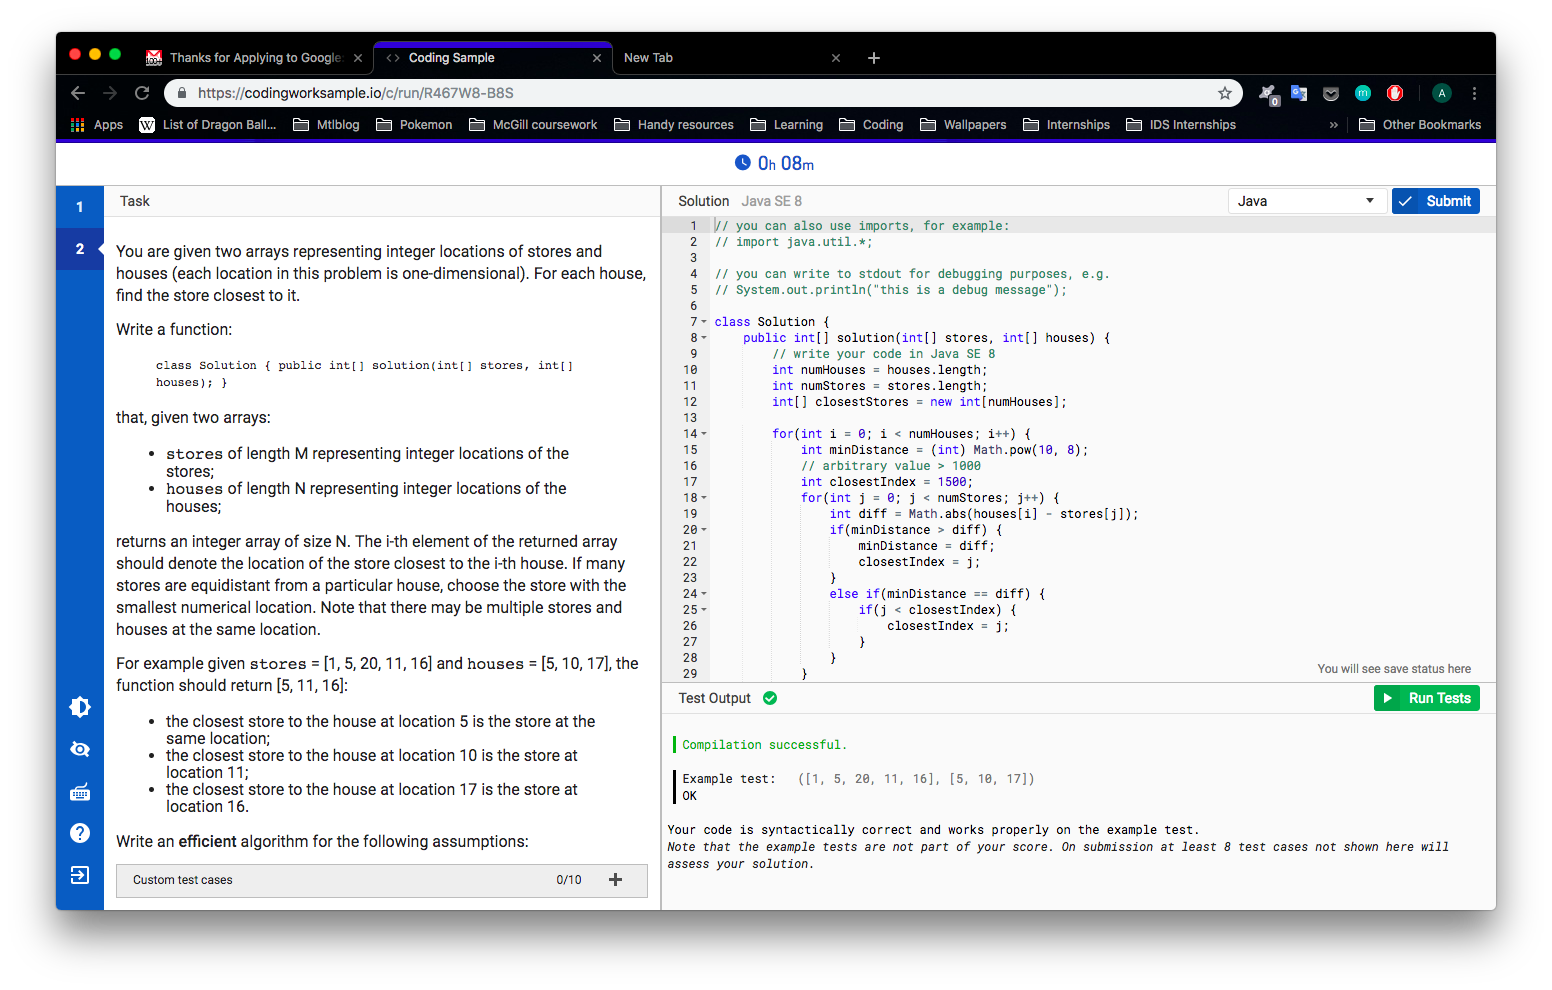 Thanks for Applying to Google
Coding Sample
New Tab
https://codingworksample.io/c/run/R467W8-B8S
Apps
List of Dragon Ball...
Mtlblog
Pokemon
McGill coursework
Handy resources
Learning
Coding
Wallpapers
Internships
IDS Internships
»
Other Bookmarks
0h 08m
1
2
Task
You are given two arrays representing integer locations of stores and
houses (each location in this problem is one-dimensional). For each house,
find the store closest to it.
Write a function:
class Solution { public int[] solution(int[] stores, int[]
houses); }
that, given two arrays:
• stores of length M representing integer locations of the
stores;
• houses of length N representing integer locations of the
houses;
returns an integer array of size N. The i-th element of the returned array
should denote the location of the store closest to the i-th house. If many
stores are equidistant from a particular house, choose the store with the
smallest numerical location. Note that there may be multiple stores and
houses at the same location.
For example given stores = [1, 5, 20, 11, 16] and houses = [5, 10, 17], the
function should return [5, 11, 16]:
• the closest store to the house at location 5 is the store at the
same location;
• the closest store to the house at location 10 is the store at
location 11;
• the closest store to the house at location 17 is the store at
location 16.
Write an efficient algorithm for the following assumptions:
Custom test cases 0/10 +
Solution Java SE 8
Java
Submit
1 // you can also use imports, for example:
2 // import java.util.*;
3
4 // you can write to stdout for debugging purposes, e.g.
5 // System.out.println("this is a debug message");
6
7 class Solution {
8 public int[] solution(int[] stores, int[] houses) {
9 // write your code in Java SE 8
10 int numHouses = houses.length;
11 int numStores = stores.length;
12 int[] closestStores = new int[numHouses];
13
14 for(int i = 0; i < numHouses; i++) {
15 int minDistance = (int) Math.pow(10, 8);
16 // arbitrary value > 1000
17 int closestIndex = 1500;
18 for(int j = 0; j < numStores; j++) {
19 int diff = Math.abs(houses[i] - stores[j]);
20 if(minDistance > diff) {
21 minDistance = diff;
22 closestIndex = j;
23 }
24 else if(minDistance == diff) {
25 if(j < closestIndex) {
26 closestIndex = j;
27 }
28 }
29 }
You will see save status here
Test Output
Run Tests
Compilation successful.
Example test: ([1, 5, 20, 11, 16], [5, 10, 17])
OK
Your code is syntactically correct and works properly on the example test.
Note that the example tests are not part of your score. On submission at least 8 test cases not shown here will
assess your solution.